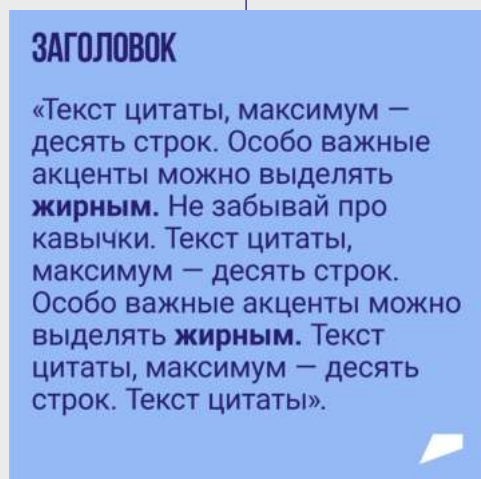 ЗАГОЛОВОК
«Текст цитаты, максимум —
десять строк. Особо важные
акценты можно выделять
жирным. Не забывай про
кавычки. Текст цитаты,
максимум — десять строк.
Особо важные акценты можно
выделять жирным. Текст
цитаты, максимум — десять
строк. Текст цитаты».